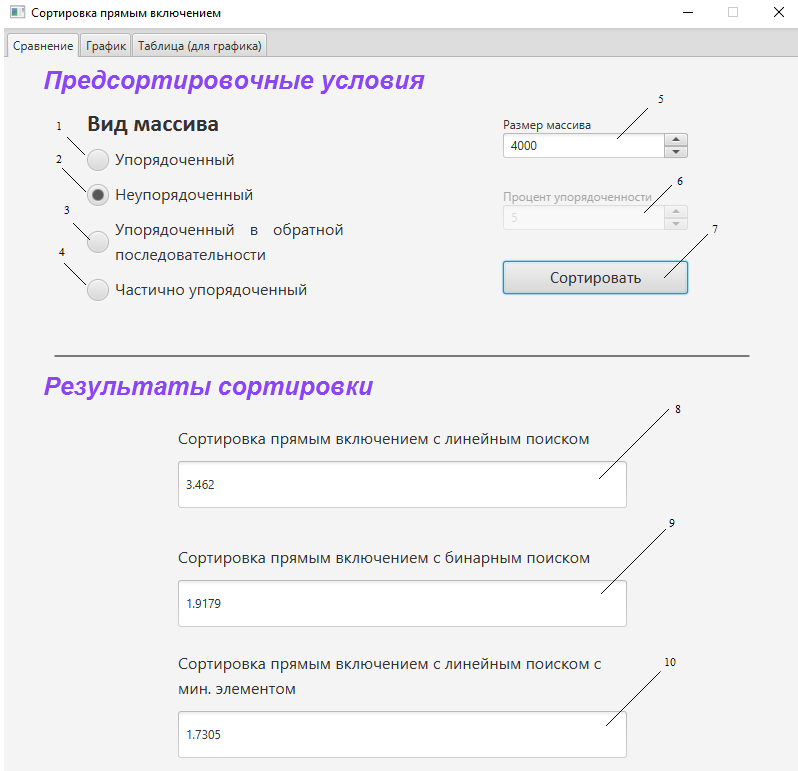 Сортировка прямым включением
Сравнение
График
Таблица (для графика)
Предсортировочные условия
Вид массива
1
Упорядоченный
2
Неупорядоченный
3
Упорядоченный в обратной
последовательности
4
Частично упорядоченный
5
Размер массива
4000
6
Процент упорядоченности
5
7
Сортировать
Результаты сортировки
8
Сортировка прямым включением с линейным поиском
3.462
9
Сортировка прямым включением с бинарным поиском
1.9179
10
Сортировка прямым включением с линейным поиском с
мин. элементом
1.7305